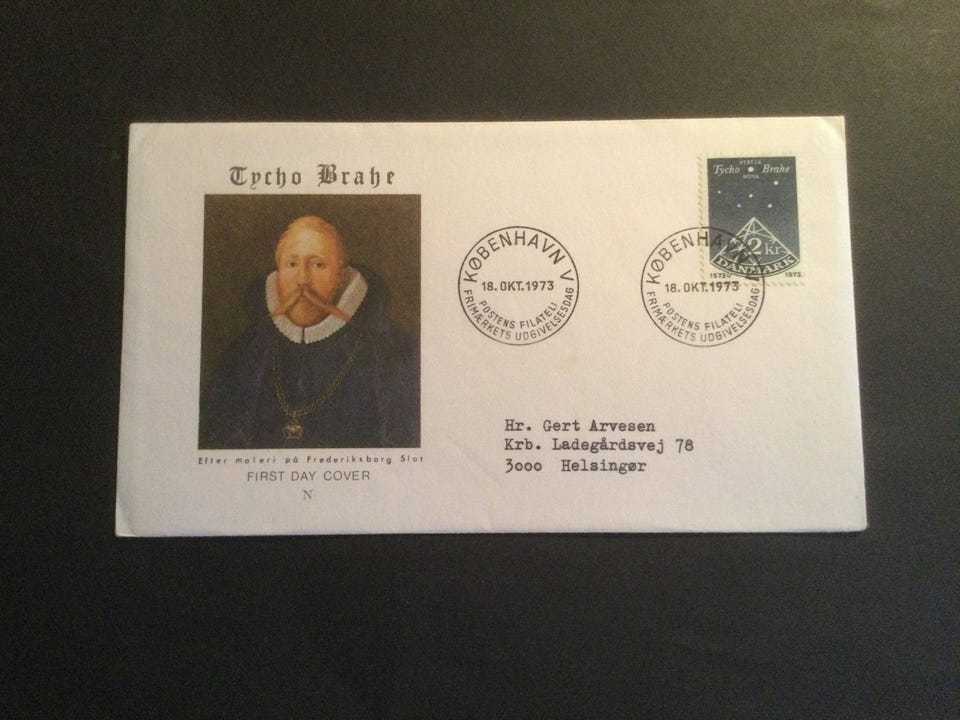 Tycho Brahe
Efter maleri på Frederiksborg Slot
FIRST DAY COVER
N
KØBENHAVN V
18. OKT. 1973
POSTENS FILATELI
FRIMÆRKETS UDGIVELSESDAG
STELLA
Tycho Brahe
NOVA
2 kr
DANMARK
1573 1973
KØBENHAVN V
18. OKT. 1973
POSTENS FILATELI
FRIMÆRKETS UDGIVELSESDAG
Hr. Gert Arvesen
Krb. Ladegårdsvej 78
3000 Helsingør